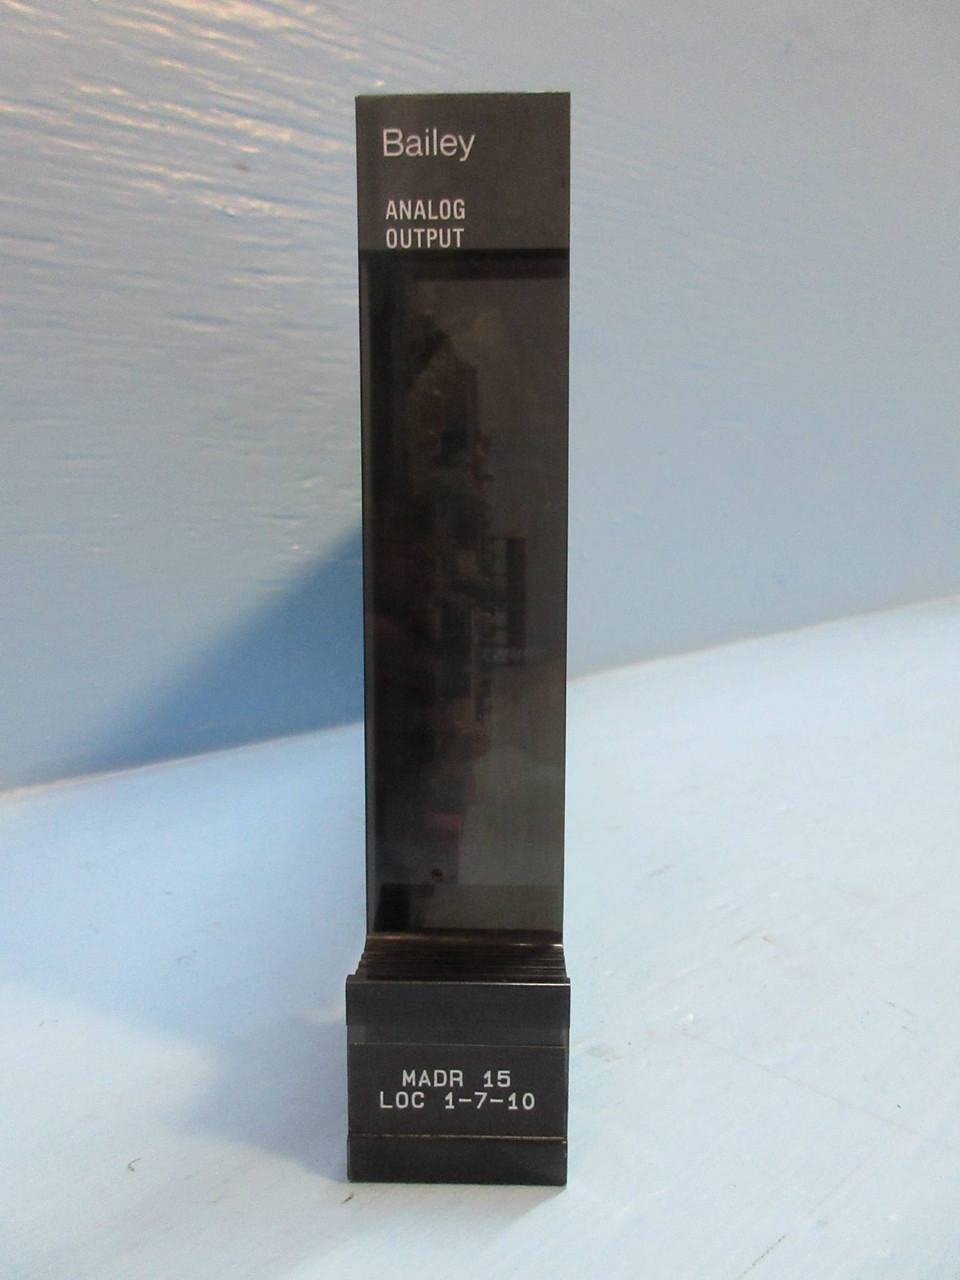 Bailey
ANALOG
OUTPUT
MADR 15
LOC 1-7-10